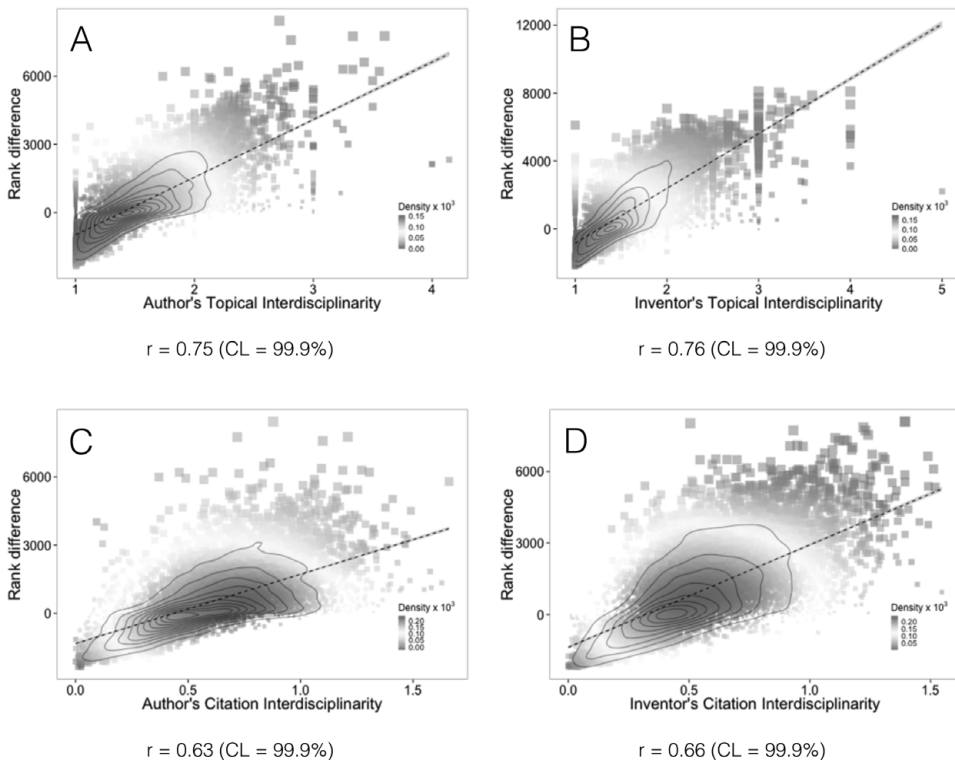 A
Rank difference
6000
3000
0
Density x 10³
0.15
0.10
0.05
0.00
1 2 3 4
Author's Topical Interdisciplinarity
r = 0.75 (CL = 99.9%)
B
Rank difference
12000
8000
4000
0
Density x 10³
0.15
0.10
0.05
0.00
1 2 3 4 5
Inventor's Topical Interdisciplinarity
r = 0.76 (CL = 99.9%)
C
Rank difference
6000
3000
0
Density x 10³
0.20
0.15
0.10
0.05
0.00
0.0 0.5 1.0 1.5
Author's Citation Interdisciplinarity
r = 0.63 (CL = 99.9%)
D
Rank difference
6000
3000
0
Density x 10³
0.20
0.15
0.10
0.05
0.0 0.5 1.0 1.5
Inventor's Citation Interdisciplinarity
r = 0.66 (CL = 99.9%)